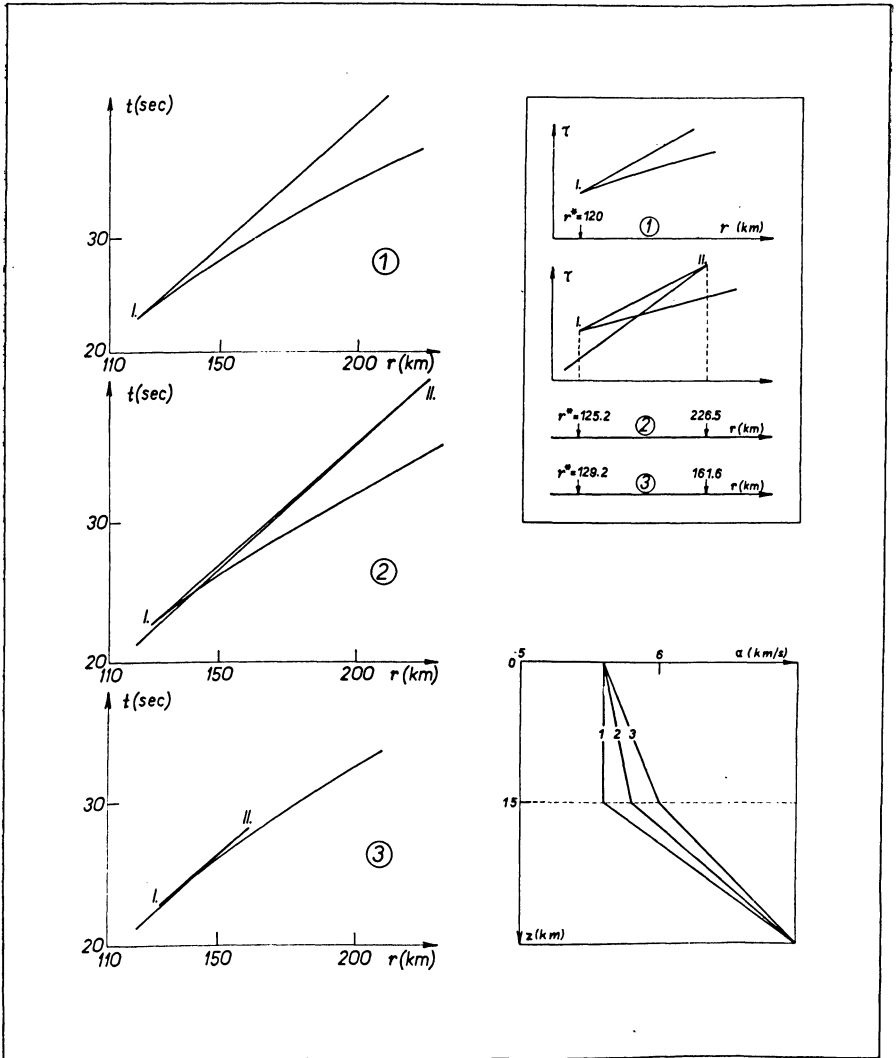 t(sec)
30
I.
①
20
110
150
200
r(km)
t(sec)
II.
30
I.
②
20
110
150
200
r(km)
t(sec)
30
II.
I.
③
20
110
150
200
r(km)
τ
I.
r*=120
①
r (km)
II.
τ
I.
r*=125.2
②
226.5
r(km)
r*=129.2
③
161.6
r(km)
5
6
α (km/s)
0
1 2 3
15
z(km)